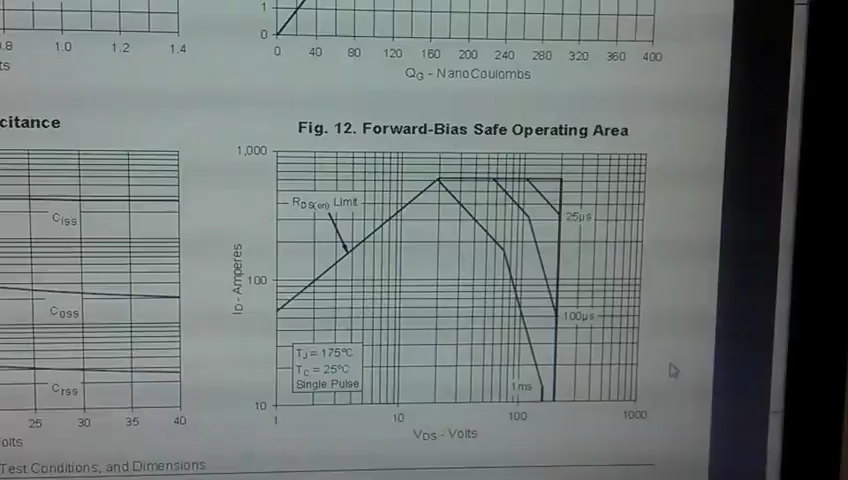 1
0
0 40 80 120 160 200 240 280 320 360 400
QG - NanoCoulombs
.8 1.0 1.2 1.4
ts
citance
Ciss
Coss
Crss
25 30 35 40
olts
Fig. 12. Forward-Bias Safe Operating Area
1,000
100
10
ID - Amperes
RDS(on) Limit
25µs
100µs
1ms
TJ = 175ºC
TC = 25ºC
Single Pulse
1 10 100 1000
VDS - Volts
Test Conditions, and Dimensions